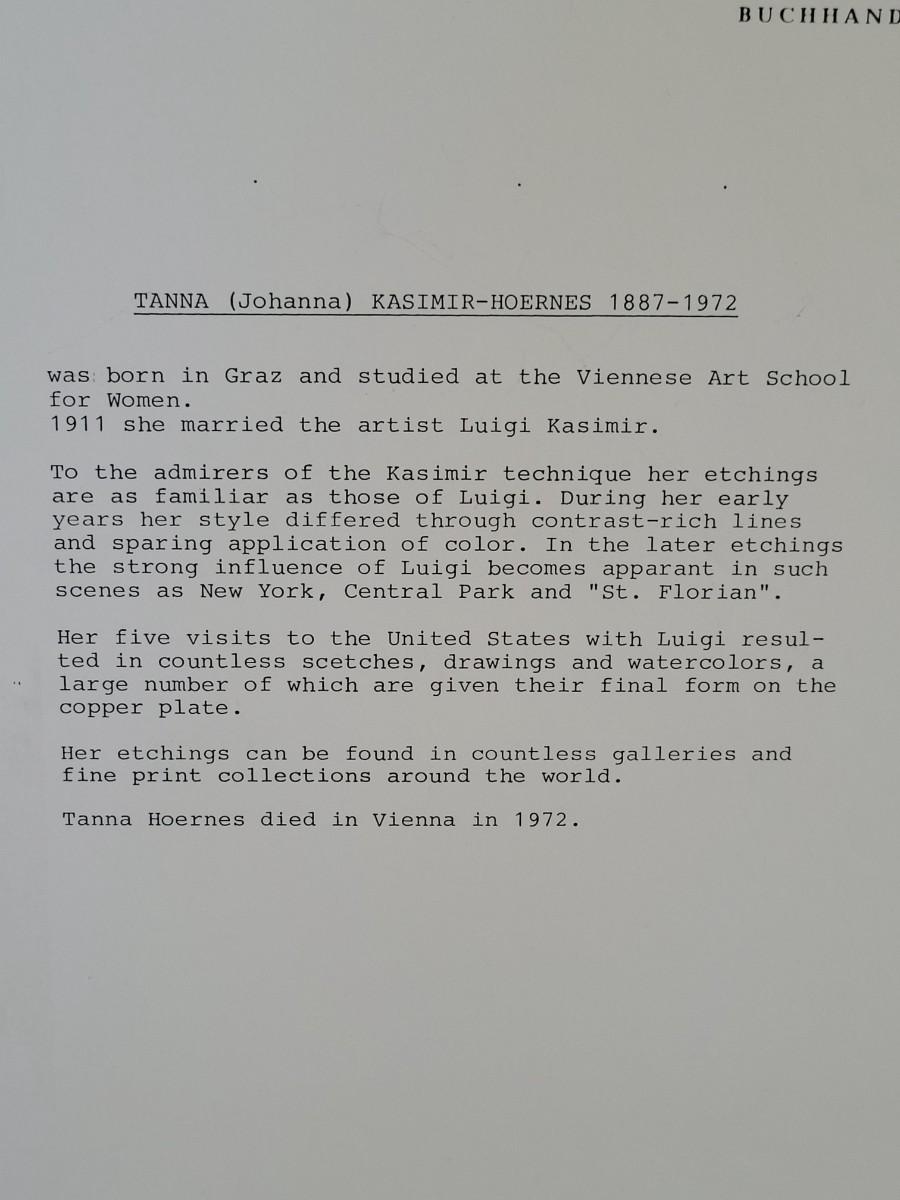 BUCHHAND
TANNA (Johanna) KASIMIR-HOERNES 1887-1972
was born in Graz and studied at the Viennese Art School
for Women.
1911 she married the artist Luigi Kasimir.
To the admirers of the Kasimir technique her etchings
are as familiar as those of Luigi. During her early
years her style differed through contrast-rich lines
and sparing application of color. In the later etchings
the strong influence of Luigi becomes apparant in such
scenes as New York, Central Park and "St. Florian".
Her five visits to the United States with Luigi resul-
ted in countless scetches, drawings and watercolors, a
large number of which are given their final form on the
copper plate.
Her etchings can be found in countless galleries and
fine print collections around the world.
Tanna Hoernes died in Vienna in 1972.